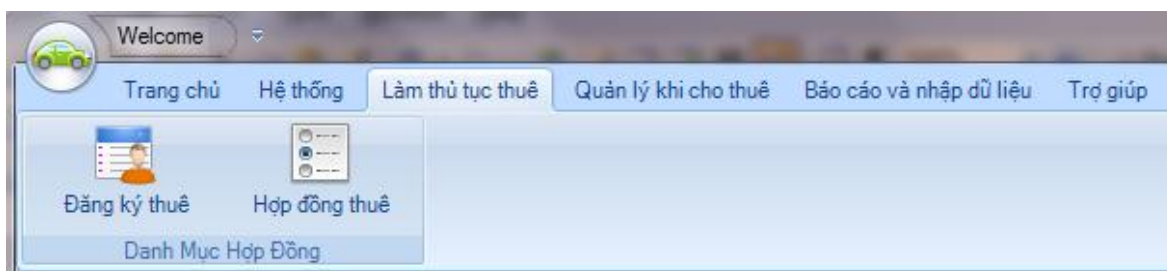 Welcome
Trang chủ Hệ thống Làm thủ tục thuê Quản lý khi cho thuê Báo cáo và nhập dữ liệu Trợ giúp
Đăng ký thuê Hợp đồng thuê
Danh Mục Hợp Đồng